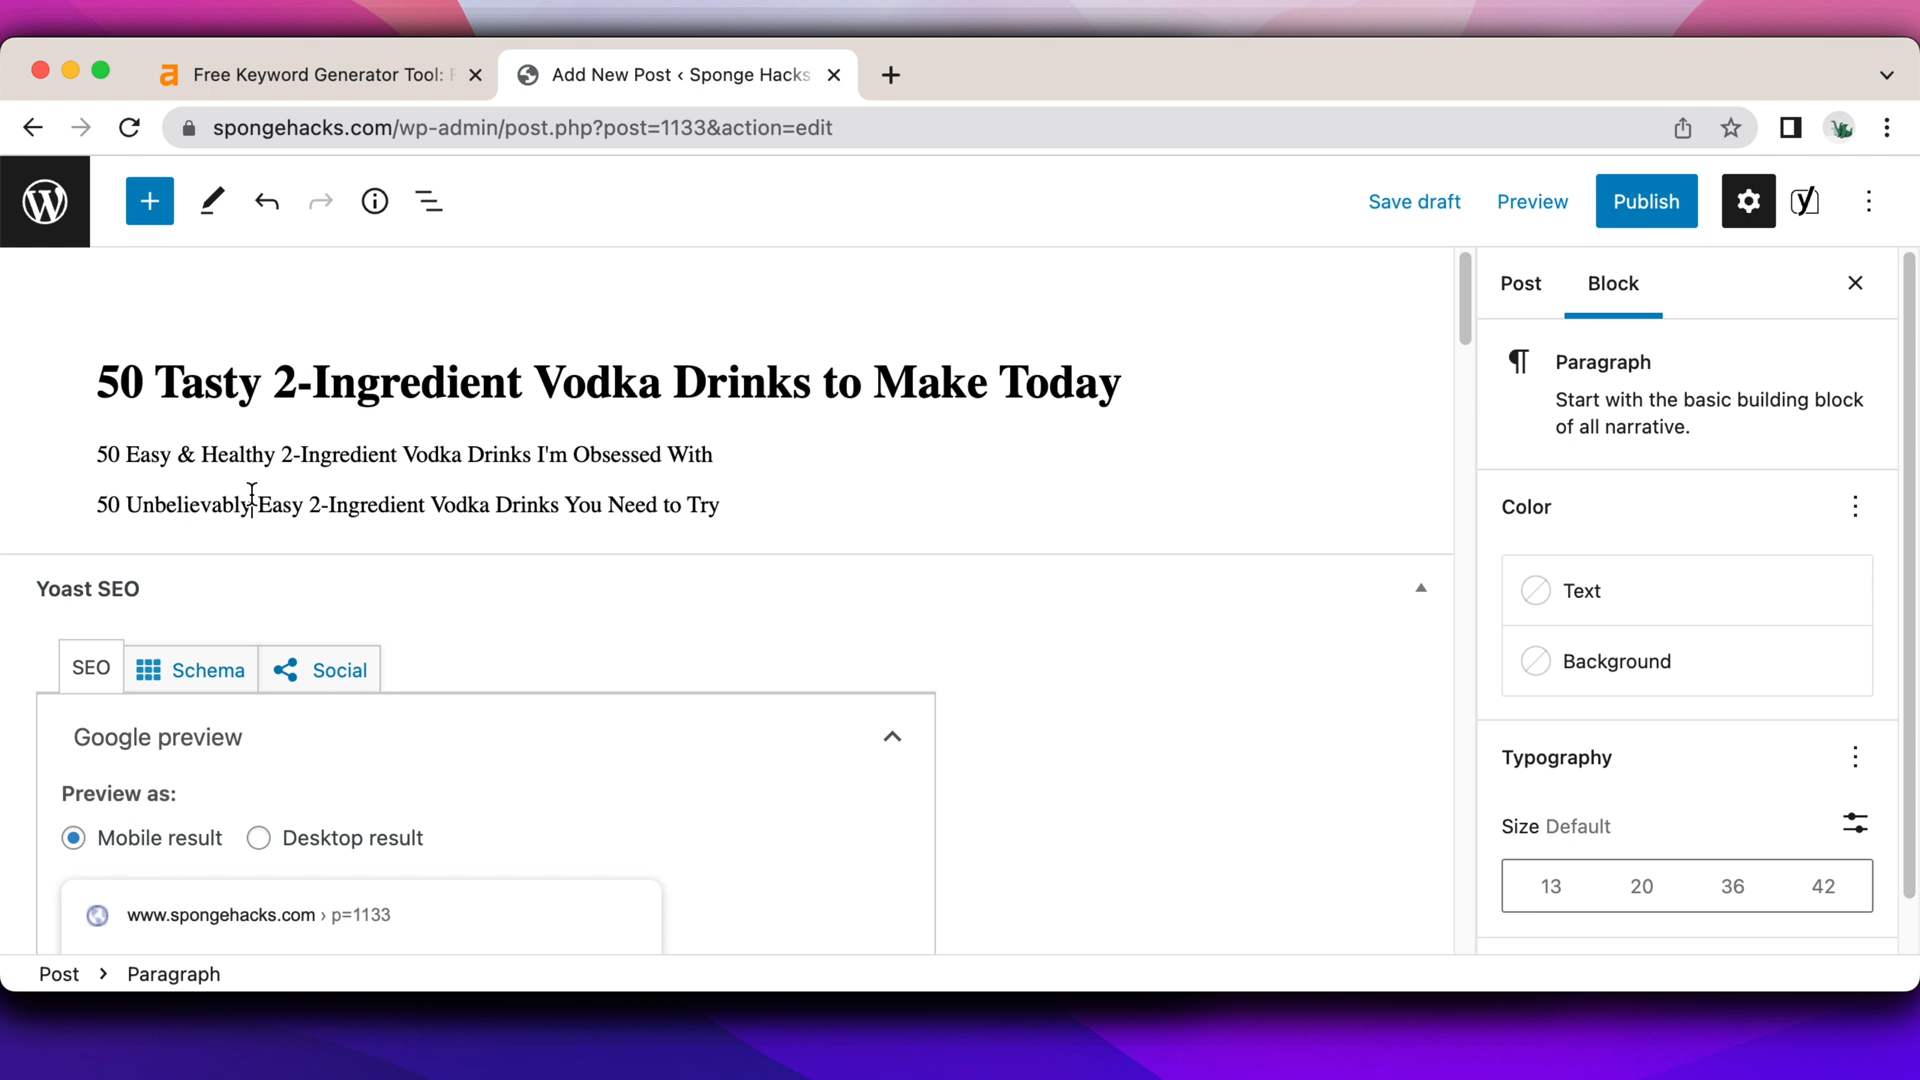 Free Keyword Generator Tool: F
Add New Post ‹ Sponge Hacks
spongehacks.com/wp-admin/post.php?post=1133&action=edit
Save draft
Preview
Publish
Post
Block
50 Tasty 2-Ingredient Vodka Drinks to Make Today
50 Easy & Healthy 2-Ingredient Vodka Drinks I'm Obsessed With
50 Unbelievably Easy 2-Ingredient Vodka Drinks You Need to Try
Paragraph
Start with the basic building block
of all narrative.
Color
Text
Background
Typography
Size Default
13 20 36 42
Yoast SEO
SEO
Schema
Social
Google preview
Preview as:
Mobile result
Desktop result
www.spongehacks.com › p=1133
Post › Paragraph